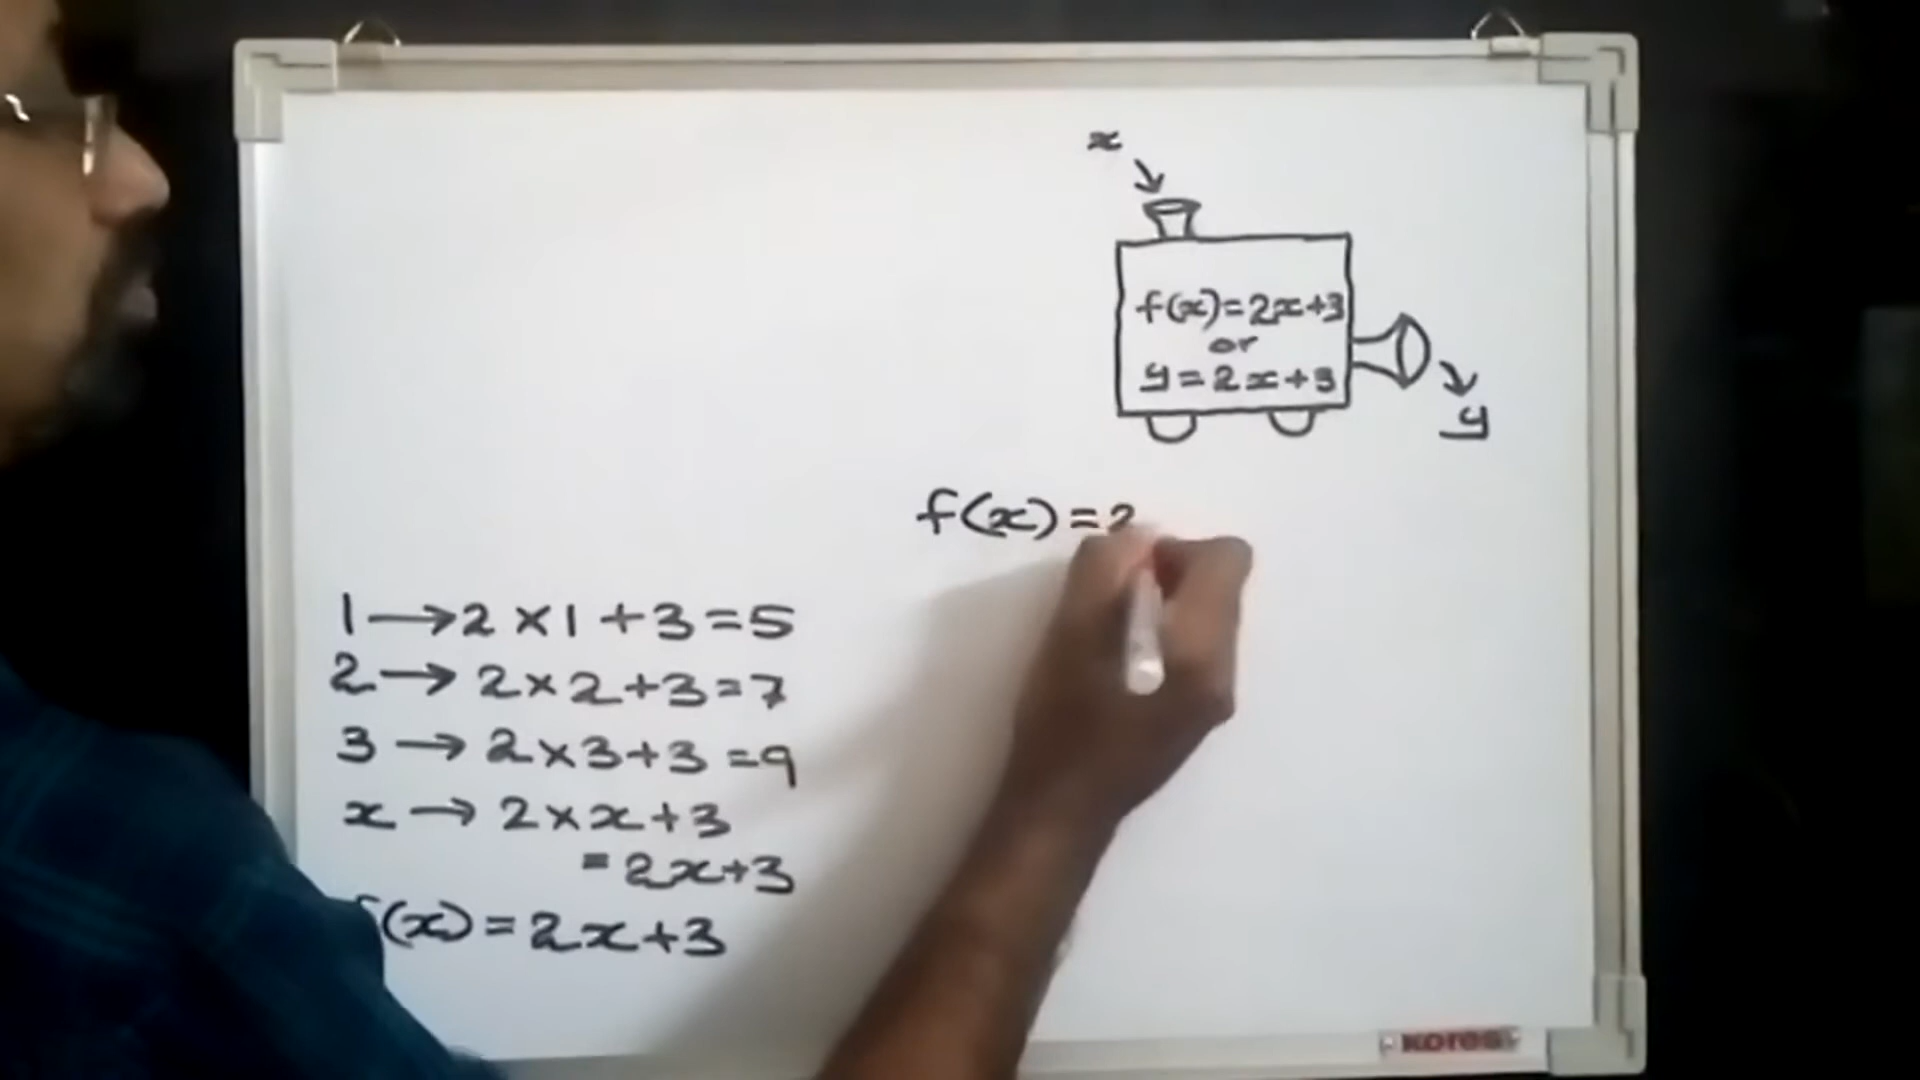 x
f(x)=2x+3
or
y=2x+3
y
f(x)=2
1→2×1+3=5
2→2×2+3=7
3→2×3+3=9
x→2×x+3
=2x+3
f(x)=2x+3
kores